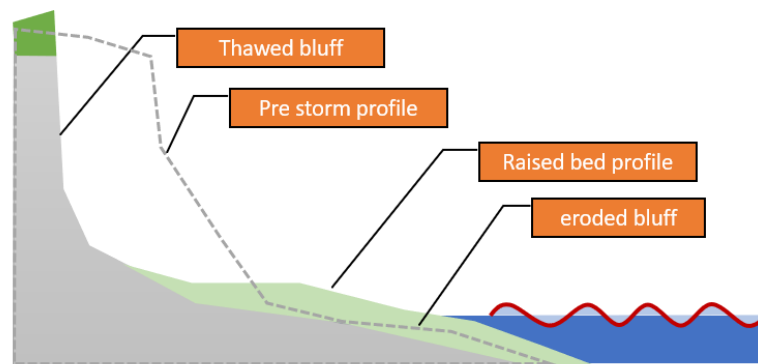 Thawed bluff
Pre storm profile
Raised bed profile
eroded bluff